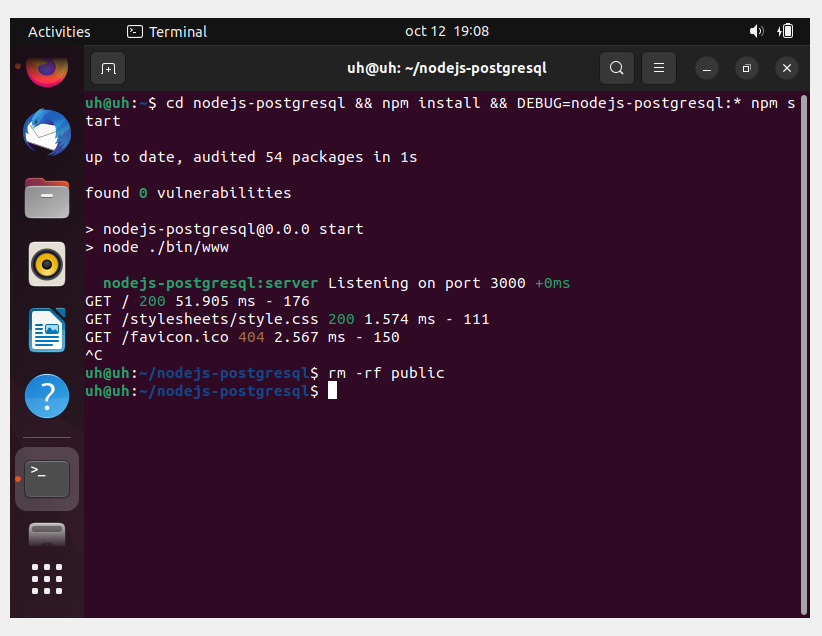 Activities
Terminal
oct 12 19:08
uh@uh: ~/nodejs-postgresql
uh@uh:~$ cd nodejs-postgresql && npm install && DEBUG=nodejs-postgresql:* npm s
tart
up to date, audited 54 packages in 1s
found 0 vulnerabilities
> nodejs-postgresql@0.0.0 start
> node ./bin/www
nodejs-postgresql:server Listening on port 3000 +0ms
GET / 200 51.905 ms - 176
GET /stylesheets/style.css 200 1.574 ms - 111
GET /favicon.ico 404 2.567 ms - 150
^C
uh@uh:~/nodejs-postgresql$ rm -rf public
uh@uh:~/nodejs-postgresql$